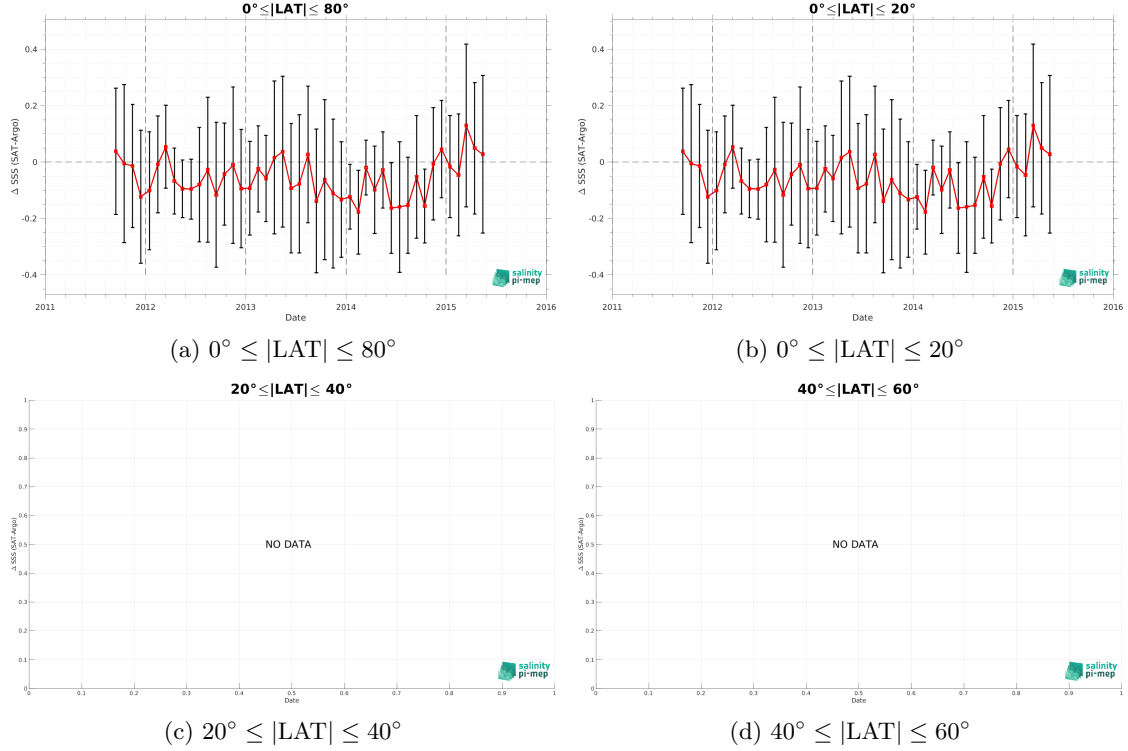 0°≤|LAT|≤ 80°
0.4
0.2
0
-0.2
-0.4
Δ SSS (SAT-Argo)
salinity
pi-mep
2011 2012 2013 2014 2015 2016
Date
(a) 0° ≤ |LAT| ≤ 80°
0°≤|LAT|≤ 20°
0.4
0.2
0
-0.2
-0.4
Δ SSS (SAT-Argo)
salinity
pi-mep
2011 2012 2013 2014 2015 2016
Date
(b) 0° ≤ |LAT| ≤ 20°
20°≤|LAT|≤ 40°
1
0.9
0.8
0.7
0.6
0.5
0.4
0.3
0.2
0.1
0
Δ SSS (SAT-Argo)
NO DATA
salinity
pi-mep
0 0.1 0.2 0.3 0.4 0.5 0.6 0.7 0.8 0.9 1
Date
(c) 20° ≤ |LAT| ≤ 40°
40°≤|LAT|≤ 60°
1
0.9
0.8
0.7
0.6
0.5
0.4
0.3
0.2
0.1
0
Δ SSS (SAT-Argo)
NO DATA
salinity
pi-mep
0 0.1 0.2 0.3 0.4 0.5 0.6 0.7 0.8 0.9 1
Date
(d) 40° ≤ |LAT| ≤ 60°